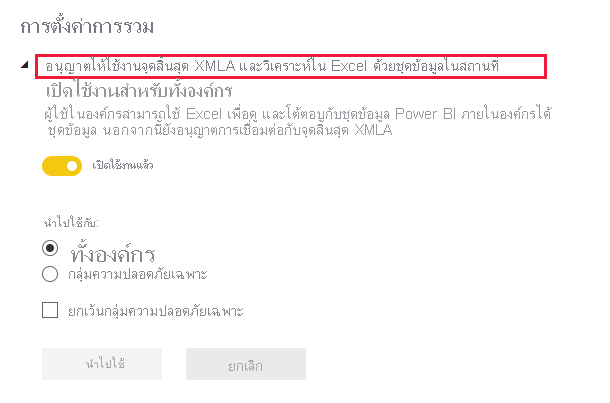 การตั้งค่าการรวม
อนุญาตให้ใช้งานจุดสิ้นสุด XMLA และวิเคราะห์ใน Excel ด้วยชุดข้อมูลในสถานที่
เปิดใช้งานสำหรับทั้งองค์กร
ผู้ใช้ในองค์กรสามารถใช้ Excel เพื่อดู และโต้ตอบกับชุดข้อมูล Power BI ภายในองค์กรได้
ชุดข้อมูล นอกจากนี้ยังอนุญาตการเชื่อมต่อกับจุดสิ้นสุด XMLA
เปิดใช้งานแล้ว
นำไปใช้กับ:
ทั้งองค์กร
กลุ่มความปลอดภัยเฉพาะ
ยกเว้นกลุ่มความปลอดภัยเฉพาะ
นำไปใช้
ยกเลิก